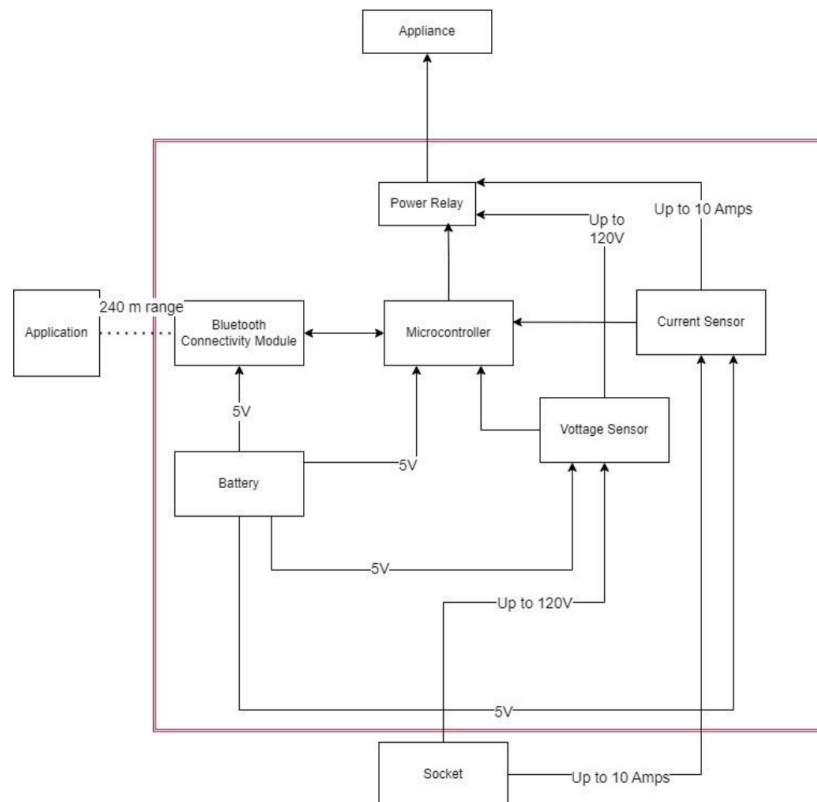 Appliance
Power Relay
Up to 10 Amps
Up to
120V
240 m range
Application
Bluetooth
Connectivity Module
Microcontroller
Current Sensor
5V
Vottage Sensor
Battery
5V
5V
Up to 120V
5V
Socket
Up to 10 Amps